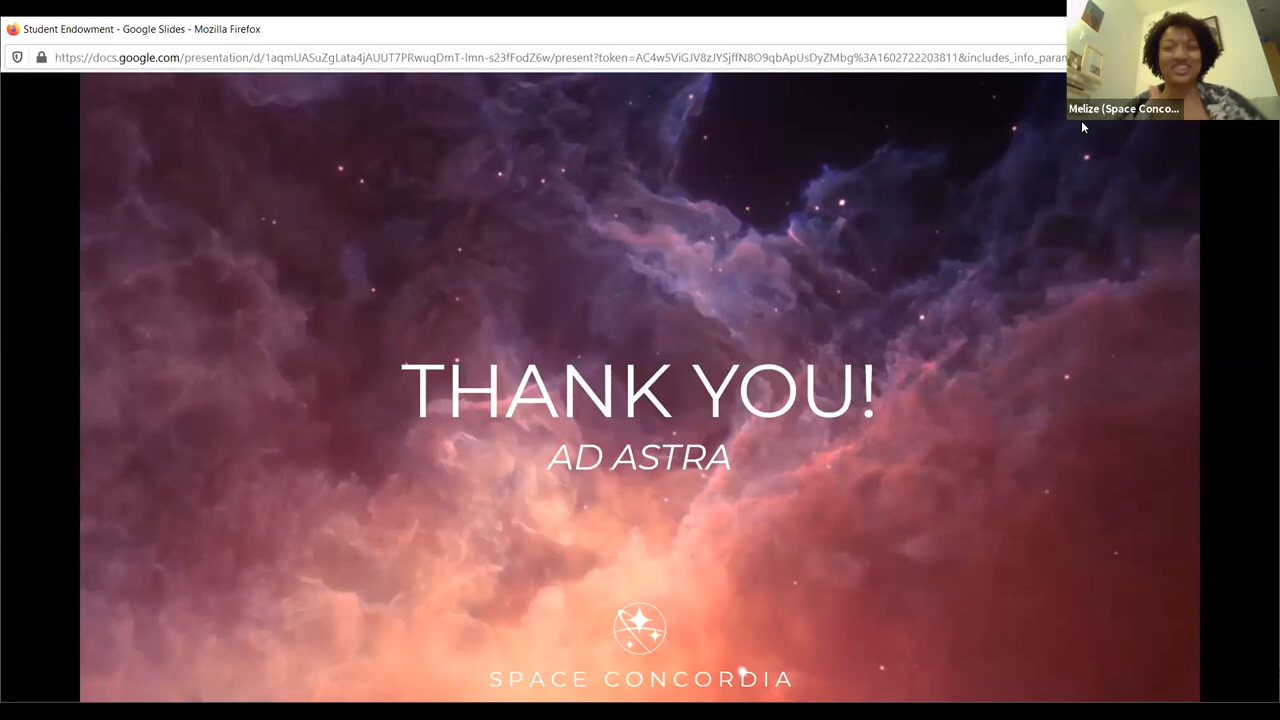 Student Endowment - Google Slides - Mozilla Firefox
https://docs.google.com/presentation/d/1aqmUASuZgLata4jAUUT7PRwuqDmT-lmn-s23fFodZ6w/present?token=AC4w5ViGJV8zJYSjffN8O9qbApUsDyZMbg%3A1602722203811&includes_info_param
Melize (Space Conco...
THANK YOU!
AD ASTRA
SPACE CONCORDIA